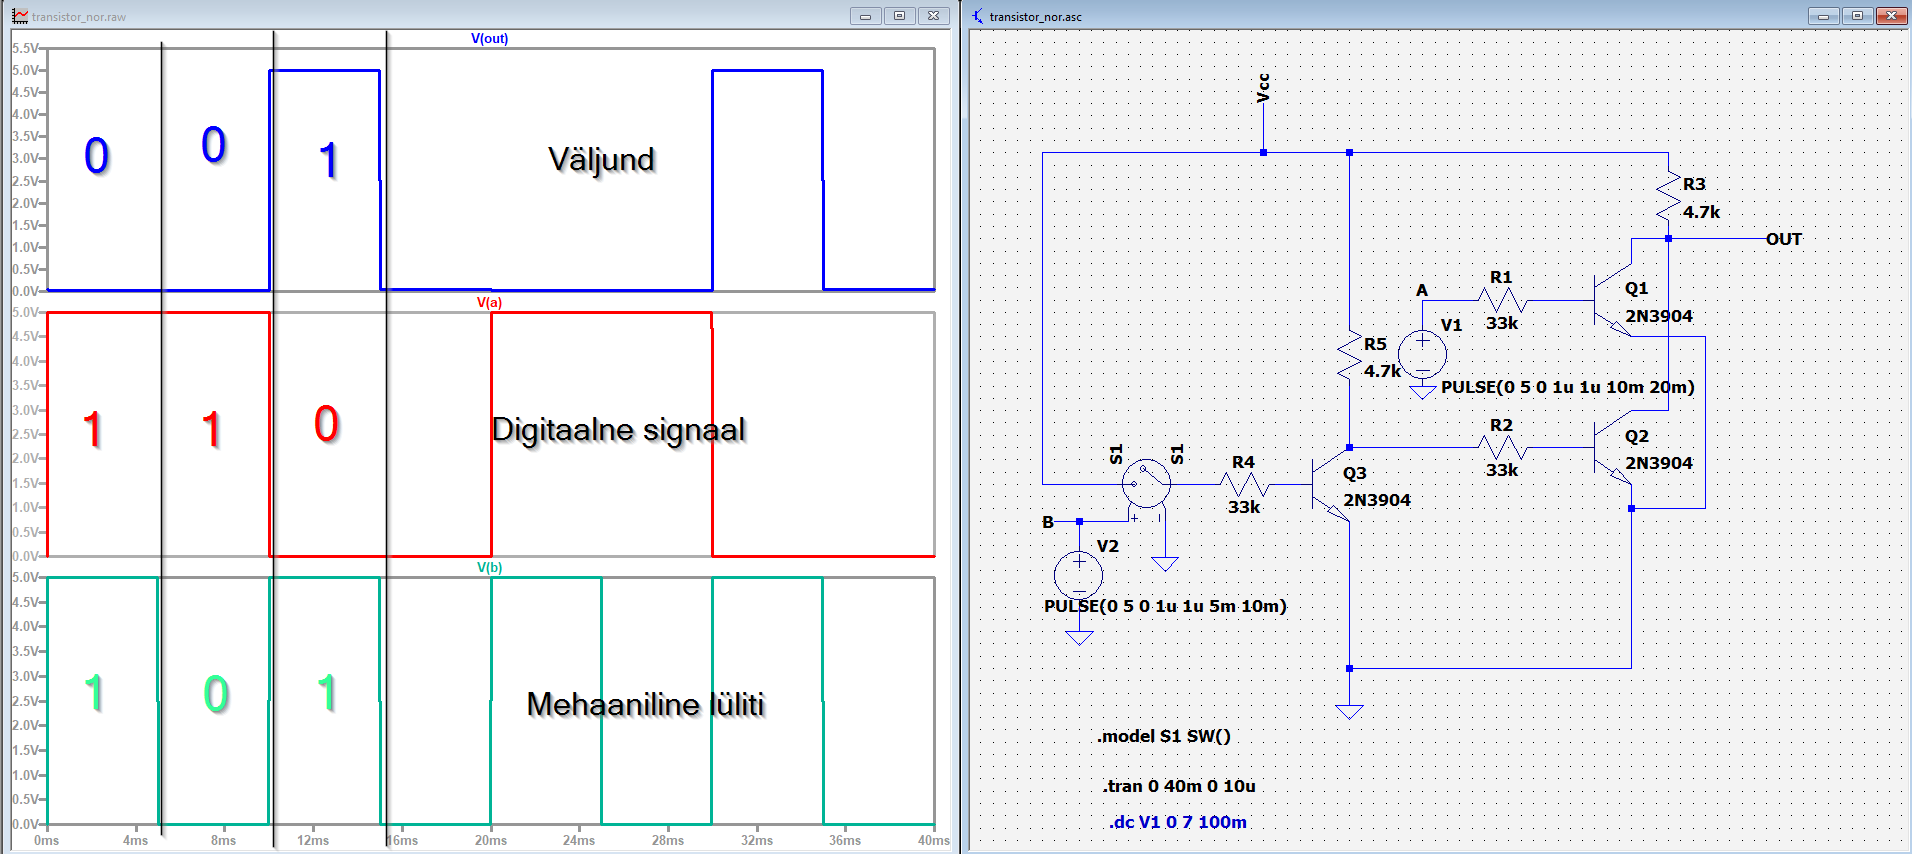 transistor_nor.raw
V(out)
5.5V
5.0V
4.5V
4.0V
3.5V
3.0V
2.5V
2.0V
1.5V
1.0V
0.5V
0.0V
0 0 1
Väljund
V(a)
5.0V
4.5V
4.0V
3.5V
3.0V
2.5V
2.0V
1.5V
1.0V
0.5V
0.0V
1 1 0
Digitaalne signaal
V(b)
5.0V
4.5V
4.0V
3.5V
3.0V
2.5V
2.0V
1.5V
1.0V
0.5V
0.0V
1 0 1
Mehaaniline lüliti
0ms 4ms 8ms 12ms 16ms 20ms 24ms 28ms 32ms 36ms 40ms
transistor_nor.asc
Vcc
R3
4.7k
OUT
R1
33k
A
V1
PULSE(0 5 0 1u 1u 10m 20m)
Q1
2N3904
R5
4.7k
R2
33k
Q2
2N3904
S1
S1
R4
33k
Q3
2N3904
B
V2
PULSE(0 5 0 1u 1u 5m 10m)
.model S1 SW()
.tran 0 40m 0 10u
.dc V1 0 7 100m